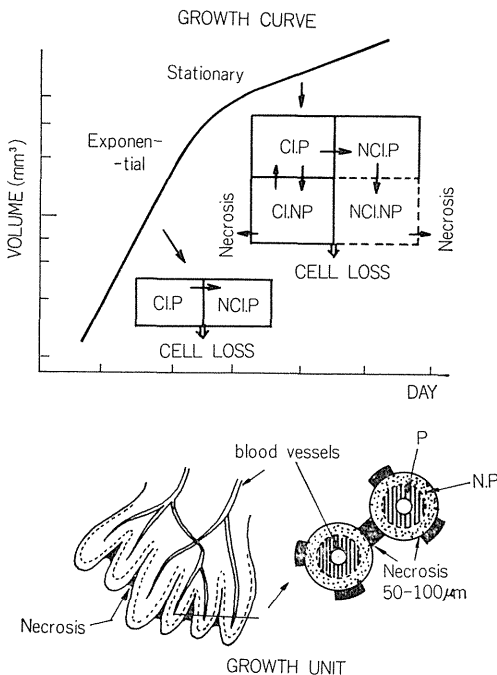 GROWTH CURVE
Stationary
Exponen-
-tial
VOLUME (mm³)
Cl.P
NCl.P
Cl.NP
NCl.NP
Necrosis
Necrosis
CELL LOSS
Cl.P
NCl.P
CELL LOSS
DAY
blood vessels
P
N.P
Necrosis
50-100μm
Necrosis
GROWTH UNIT